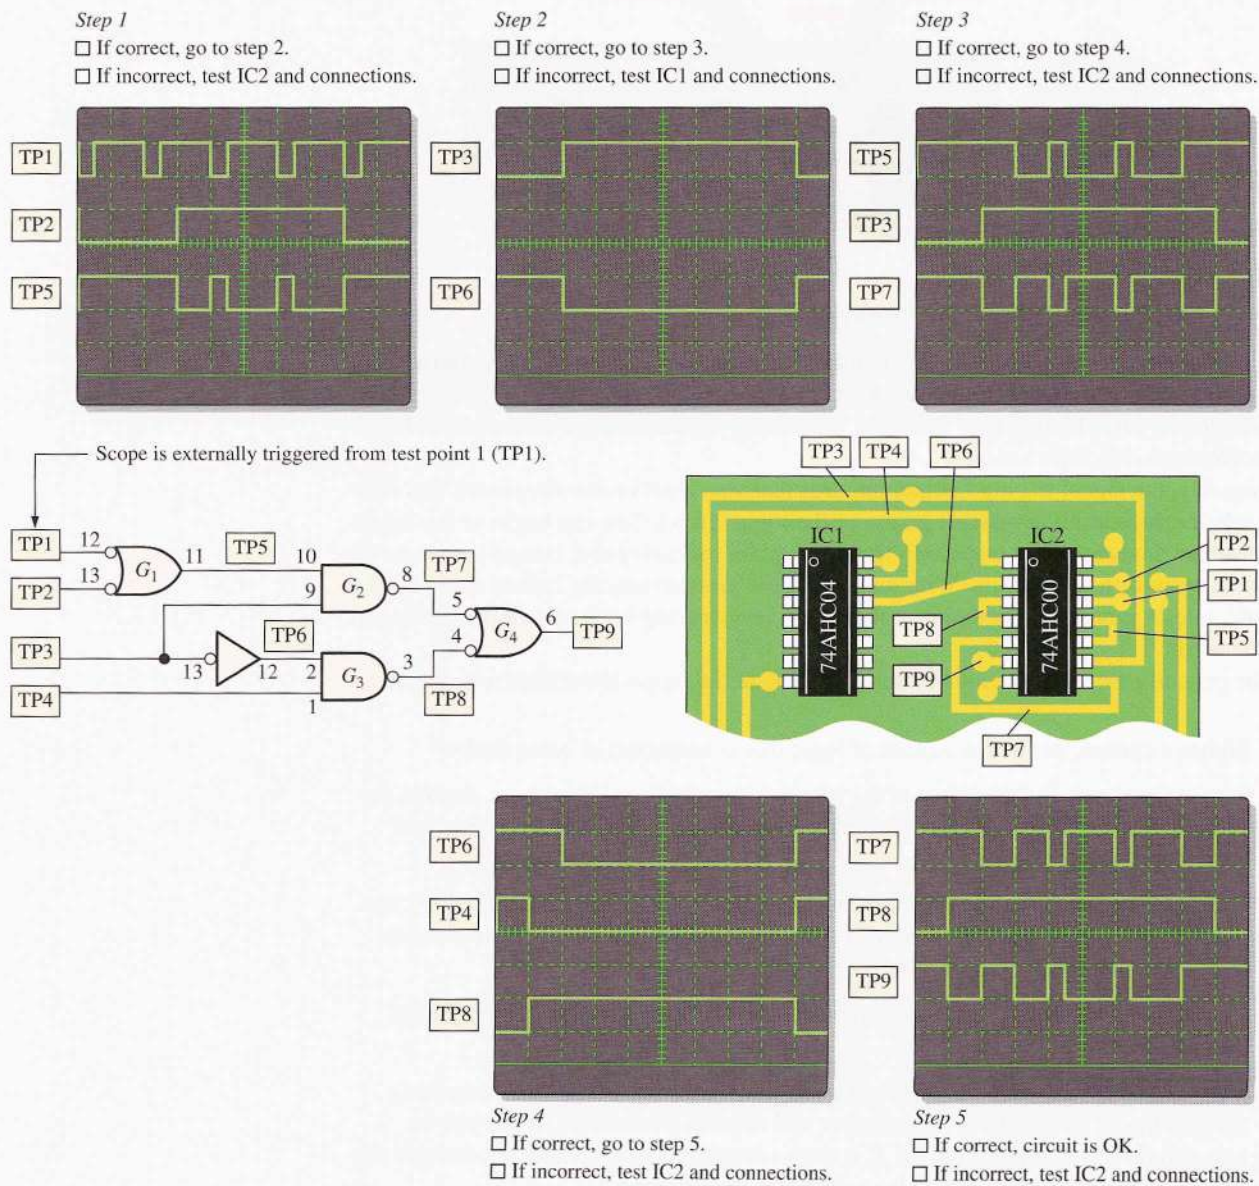 Step 1
☐ If correct, go to step 2.
☐ If incorrect, test IC2 and connections.
TP1
TP2
TP5
Step 2
☐ If correct, go to step 3.
☐ If incorrect, test IC1 and connections.
TP3
TP6
Step 3
☐ If correct, go to step 4.
☐ If incorrect, test IC2 and connections.
TP5
TP3
TP7
Scope is externally triggered from test point 1 (TP1).
TP1
12
TP2
13
G1
11
TP5
10
9
G2
8
TP7
TP3
13
12
TP6
2
TP4
1
G3
3
TP8
5
4
G4
6
TP9
TP3
TP4
TP6
IC1
74AHC04
IC2
74AHC00
TP2
TP1
TP8
TP5
TP9
TP7
TP6
TP4
TP8
Step 4
☐ If correct, go to step 5.
☐ If incorrect, test IC2 and connections.
TP7
TP8
TP9
Step 5
☐ If correct, circuit is OK.
☐ If incorrect, test IC2 and connections.